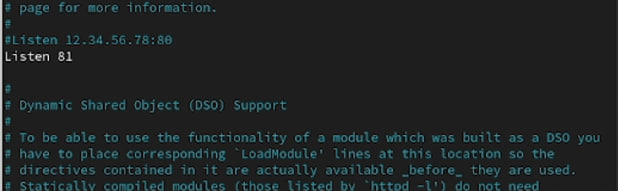 # page for more information.
#
#Listen 12.34.56.78:80
Listen 81
#
# Dynamic Shared Object (DSO) Support
#
# To be able to use the functionality of a module which was built as a DSO you
# have to place corresponding `LoadModule' lines at this location so the
# directives contained in it are actually available _before_ they are used.
# Statically compiled modules (those listed by `httpd -l') do not need